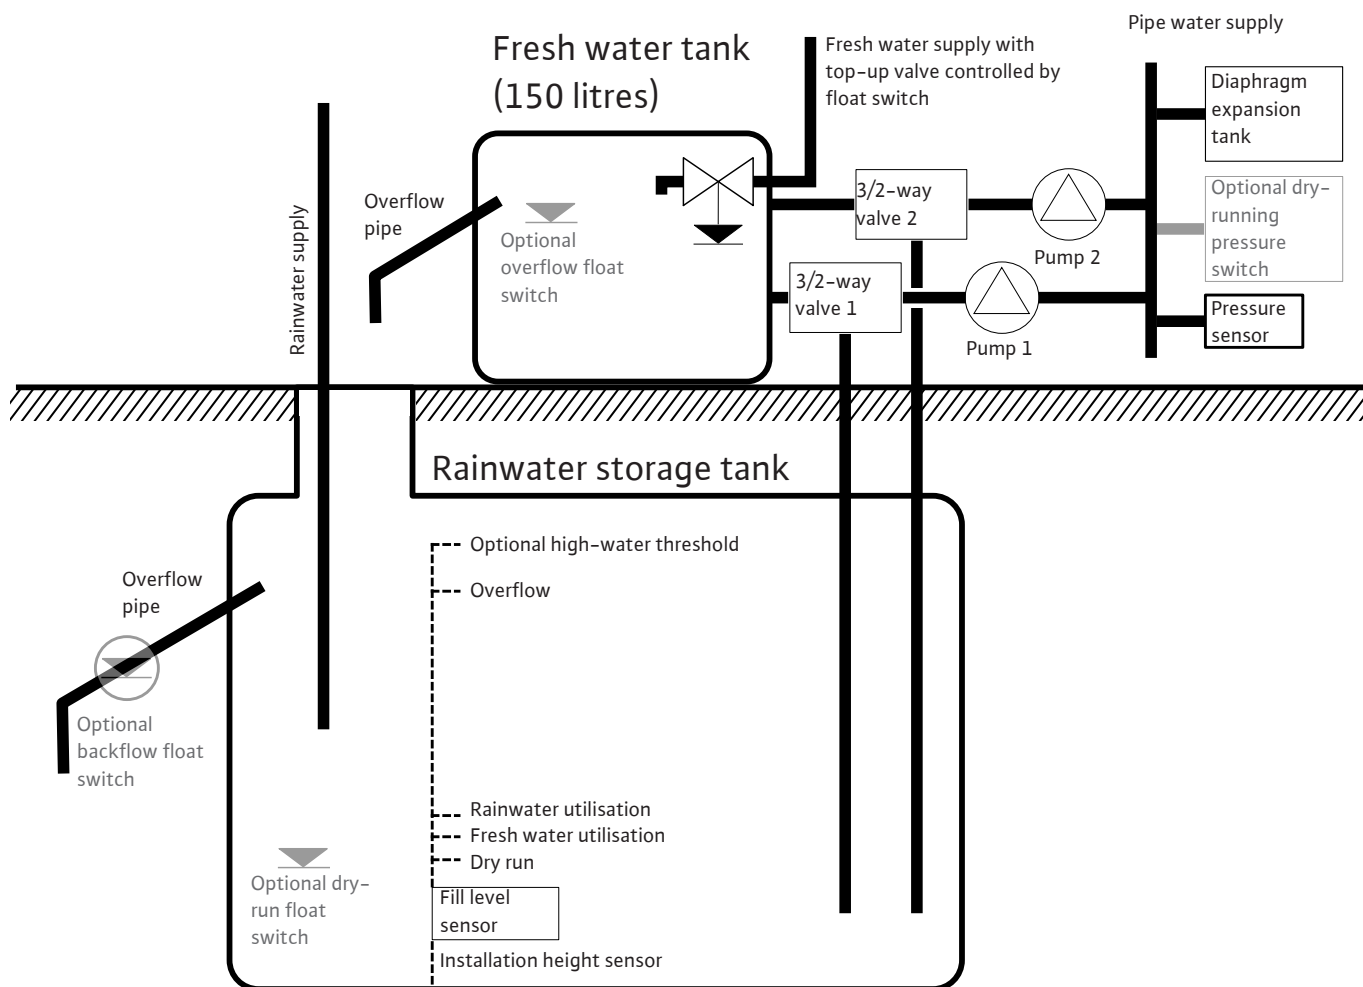 Pipe water supply
Fresh water tank
(150 litres)
Fresh water supply with
top-up valve controlled by
float switch
Diaphragm
expansion
tank
Optional dry-
running
pressure
switch
Pressure
sensor
Overflow
pipe
Rainwater supply
Optional
overflow float
switch
3/2-way
valve 2
Pump 2
3/2-way
valve 1
Pump 1
Rainwater storage tank
Optional high-water threshold
Overflow
Overflow
pipe
Optional
backflow float
switch
Rainwater utilisation
Fresh water utilisation
Dry run
Optional dry-
run float
switch
Fill level
sensor
Installation height sensor